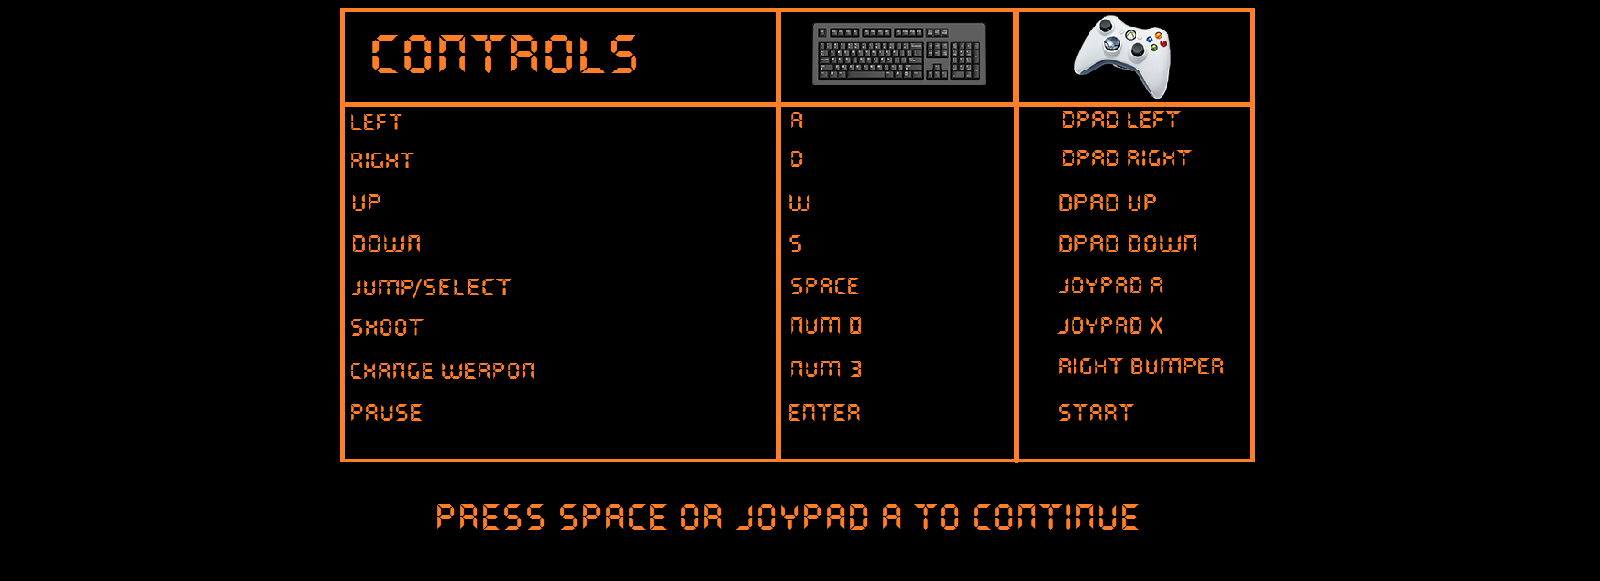 CONTROLS
LEFT A DPAD LEFT
RIGHT D DPAD RIGHT
UP W DPAD UP
DOWN S DPAD DOWN
JUMP/SELECT SPACE JOYPAD A
SHOOT NUM 0 JOYPAD X
CHANGE WEAPON NUM 3 RIGHT BUMPER
PAUSE ENTER START
PRESS SPACE OR JOYPAD A TO CONTINUE